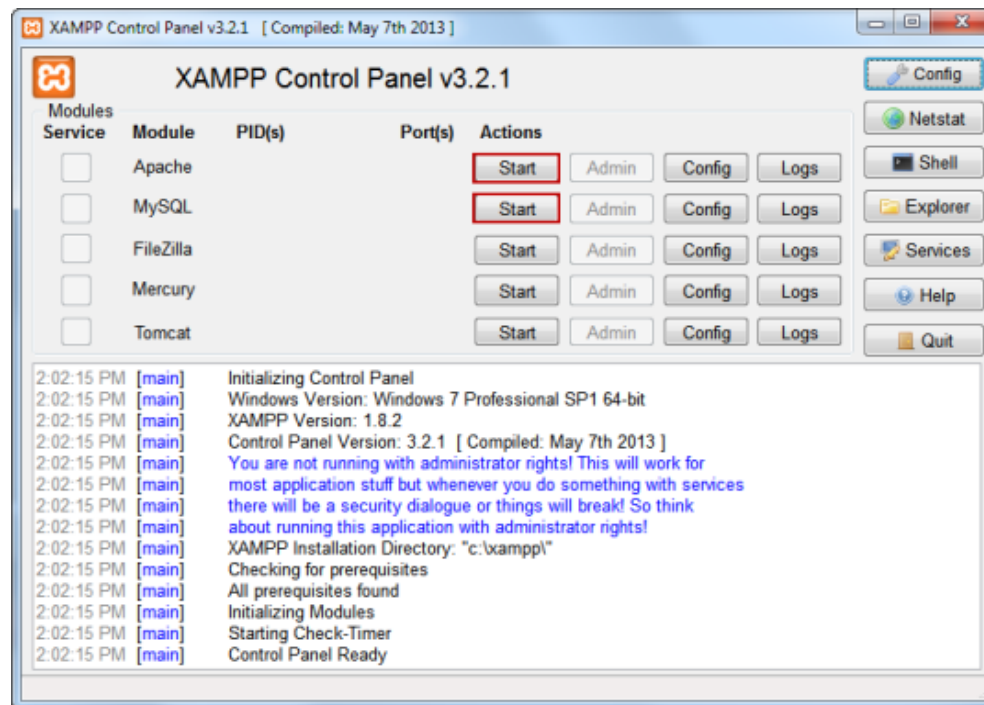 XAMPP Control Panel v3.2.1 [ Compiled: May 7th 2013 ]
XAMPP Control Panel v3.2.1
Config
Modules
Service Module PID(s) Port(s) Actions
Netstat
Apache Start Admin Config Logs
Shell
MySQL Start Admin Config Logs
Explorer
FileZilla Start Admin Config Logs
Services
Mercury Start Admin Config Logs
Help
Tomcat Start Admin Config Logs
Quit
2:02:15 PM [main] Initializing Control Panel
2:02:15 PM [main] Windows Version: Windows 7 Professional SP1 64-bit
2:02:15 PM [main] XAMPP Version: 1.8.2
2:02:15 PM [main] Control Panel Version: 3.2.1 [ Compiled: May 7th 2013 ]
2:02:15 PM [main] You are not running with administrator rights! This will work for
2:02:15 PM [main] most application stuff but whenever you do something with services
2:02:15 PM [main] there will be a security dialogue or things will break! So think
2:02:15 PM [main] about running this application with administrator rights!
2:02:15 PM [main] XAMPP Installation Directory: "c:\xampp\"
2:02:15 PM [main] Checking for prerequisites
2:02:15 PM [main] All prerequisites found
2:02:15 PM [main] Initializing Modules
2:02:15 PM [main] Starting Check-Timer
2:02:15 PM [main] Control Panel Ready